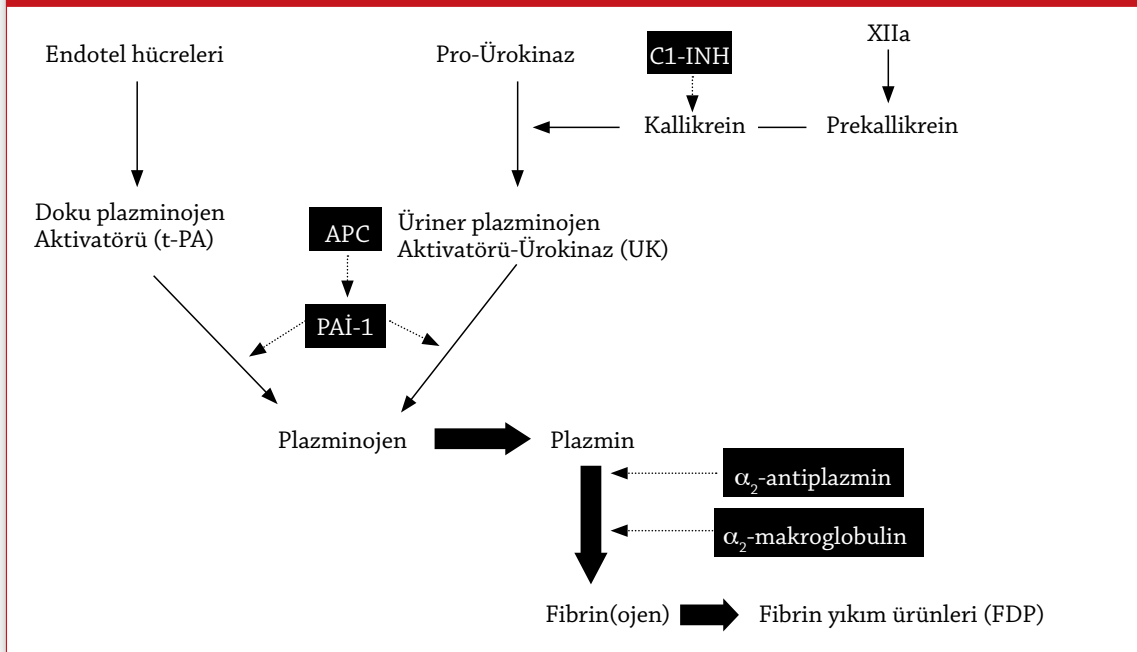 Endotel hücreleri
Pro-Ürokinaz
C1-INH
XIIa
Kallikrein
Prekallikrein
Doku plazminojen
Aktivatörü (t-PA)
APC
Üriner plazminojen
Aktivatörü-Ürokinaz (UK)
PAİ-1
Plazminojen
Plazmin
α₂-antiplazmin
α₂-makroglobulin
Fibrin(ojen)
Fibrin yıkım ürünleri (FDP)